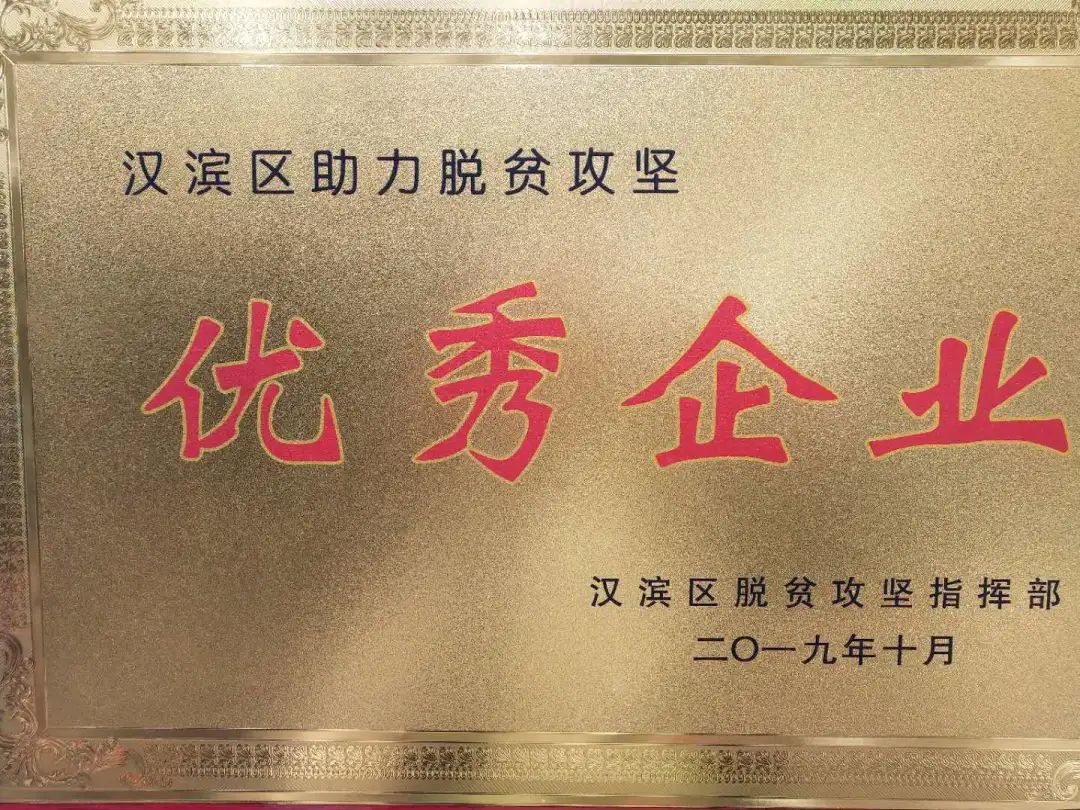 汉滨区助力脱贫攻坚
优秀企业
汉滨区脱贫攻坚指挥部
二〇一九年十月